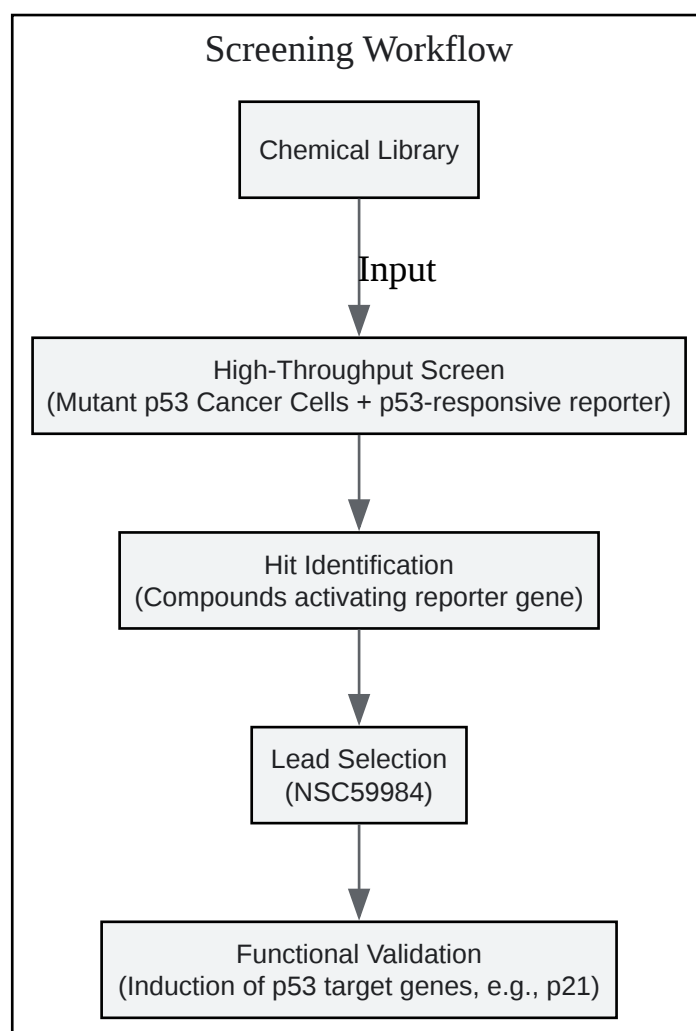 Screening Workflow
Chemical Library
Input
High-Throughput Screen
(Mutant p53 Cancer Cells + p53-responsive reporter)
Hit Identification
(Compounds activating reporter gene)
Lead Selection
(NSC59984)
Functional Validation
(Induction of p53 target genes, e.g., p21)